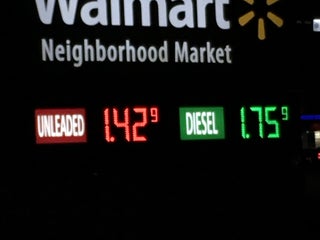 Walmart
Neighborhood Market
UNLEADED 1.42 9 DIESEL 1.75 9